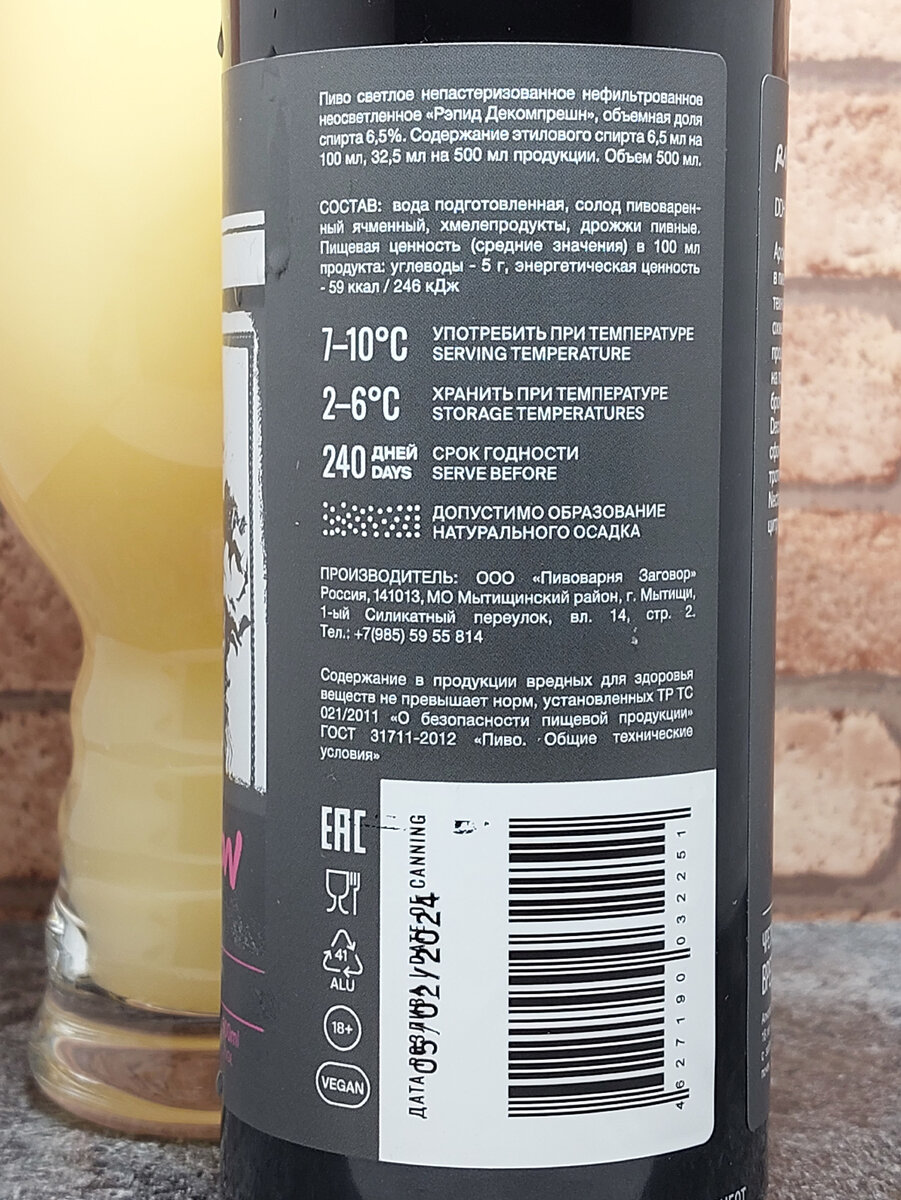 Пиво светлое непастеризованное нефильтрованное
неосветленное «Рэпид Декомпрешн», объемная доля
спирта 6,5%. Содержание этилового спирта 6,5 мл на
100 мл, 32,5 мл на 500 мл продукции. Объем 500 мл.
СОСТАВ: вода подготовленная, солод пивоварен-
ный ячменный, хмелепродукты, дрожжи пивные.
Пищевая ценность (средние значения) в 100 мл
продукта: углеводы - 5 г, энергетическая ценность
- 59 ккал / 246 кДж
7–10°C УПОТРЕБИТЬ ПРИ ТЕМПЕРАТУРЕ
SERVING TEMPERATURE
2–6°C ХРАНИТЬ ПРИ ТЕМПЕРАТУРЕ
STORAGE TEMPERATURES
240 ДНЕЙ DAYS СРОК ГОДНОСТИ
SERVE BEFORE
ДОПУСТИМО ОБРАЗОВАНИЕ
НАТУРАЛЬНОГО ОСАДКА
ПРОИЗВОДИТЕЛЬ: ООО «Пивоварня Заговор»
Россия, 141013, МО Мытищинский район, г. Мытищи,
1-ый Силикатный переулок, вл. 14, стр. 2.
Тел.: +7(985) 59 55 814
Содержание в продукции вредных для здоровья
веществ не превышает норм, установленных ТР ТС
021/2011 «О безопасности пищевой продукции»
ГОСТ 31711-2012 «Пиво. Общие технические
условия»
EAC
41
ALU
18+
VEGAN
ДАТА РОЗЛИВА | DATE OF CANNING
05/02/2024
4 627190 032251